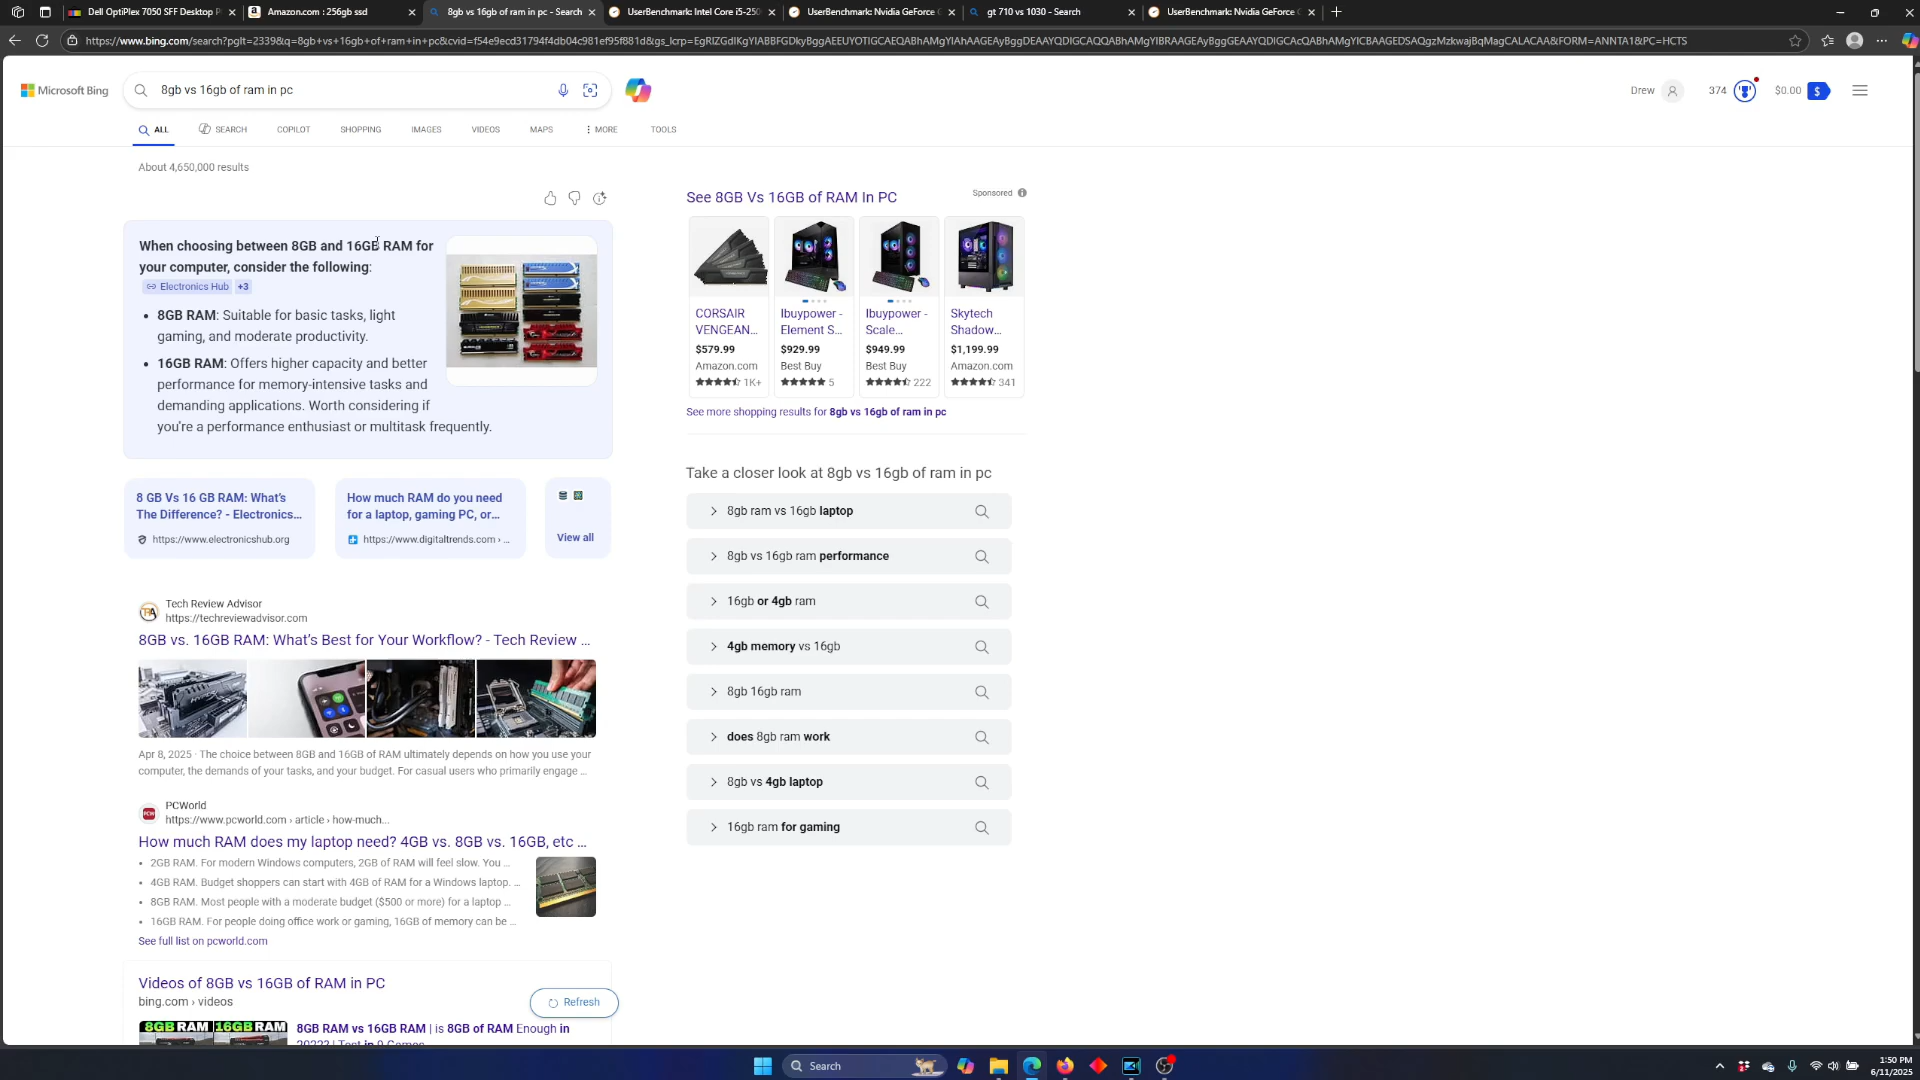 Dell OptiPlex 7050 SFF Desktop P
Amazon.com : 256gb ssd
8gb vs 16gb of ram in pc - Search
UserBenchmark: Intel Core i5-250
UserBenchmark: Nvidia GeForce
gt 710 vs 1030 - Search
UserBenchmark: Nvidia GeForce
Microsoft Bing
8gb vs 16gb of ram in pc
Drew
374
$0.00
ALL
SEARCH
COPILOT
SHOPPING
IMAGES
VIDEOS
MAPS
MORE
TOOLS
About 4,650,000 results
When choosing between 8GB and 16GB RAM for
your computer, consider the following:
Electronics Hub +3
• 8GB RAM: Suitable for basic tasks, light
gaming, and moderate productivity.
• 16GB RAM: Offers higher capacity and better
performance for memory-intensive tasks and
demanding applications. Worth considering if
you're a performance enthusiast or multitask frequently.
8 GB Vs 16 GB RAM: What's
The Difference? - Electronics...
https://www.electronicshub.org
How much RAM do you need
for a laptop, gaming PC, or...
https://www.digitaltrends.com › ...
View all
Tech Review Advisor
https://techreviewadvisor.com
8GB vs. 16GB RAM: What's Best for Your Workflow? - Tech Review ...
Apr 8, 2025 · The choice between 8GB and 16GB of RAM ultimately depends on how you use your
computer, the demands of your tasks, and your budget. For casual users who primarily engage ...
PCWorld
https://www.pcworld.com › article › how-much...
How much RAM does my laptop need? 4GB vs. 8GB vs. 16GB, etc ...
• 2GB RAM. For modern Windows computers, 2GB of RAM will feel slow. You ...
• 4GB RAM. Budget shoppers can start with 4GB of RAM for a Windows laptop. ...
• 8GB RAM. Most people with a moderate budget ($500 or more) for a laptop ...
• 16GB RAM. For people doing office work or gaming, 16GB of memory can be ...
See full list on pcworld.com
Videos of 8GB vs 16GB of RAM in PC
bing.com › videos
Refresh
8GB RAM 16GB RAM
8GB RAM vs 16GB RAM | is 8GB of RAM Enough in
See 8GB Vs 16GB of RAM In PC
Sponsored
CORSAIR
VENGEAN...
$579.99
Amazon.com
1K+
Ibuypower -
Element S...
$929.99
Best Buy
5
Ibuypower -
Scale...
$949.99
Best Buy
222
Skytech
Shadow...
$1,199.99
Amazon.com
341
See more shopping results for 8gb vs 16gb of ram in pc
Take a closer look at 8gb vs 16gb of ram in pc
8gb ram vs 16gb laptop
8gb vs 16gb ram performance
16gb or 4gb ram
4gb memory vs 16gb
8gb 16gb ram
does 8gb ram work
8gb vs 4gb laptop
16gb ram for gaming
Search
1:50 PM
6/11/2025